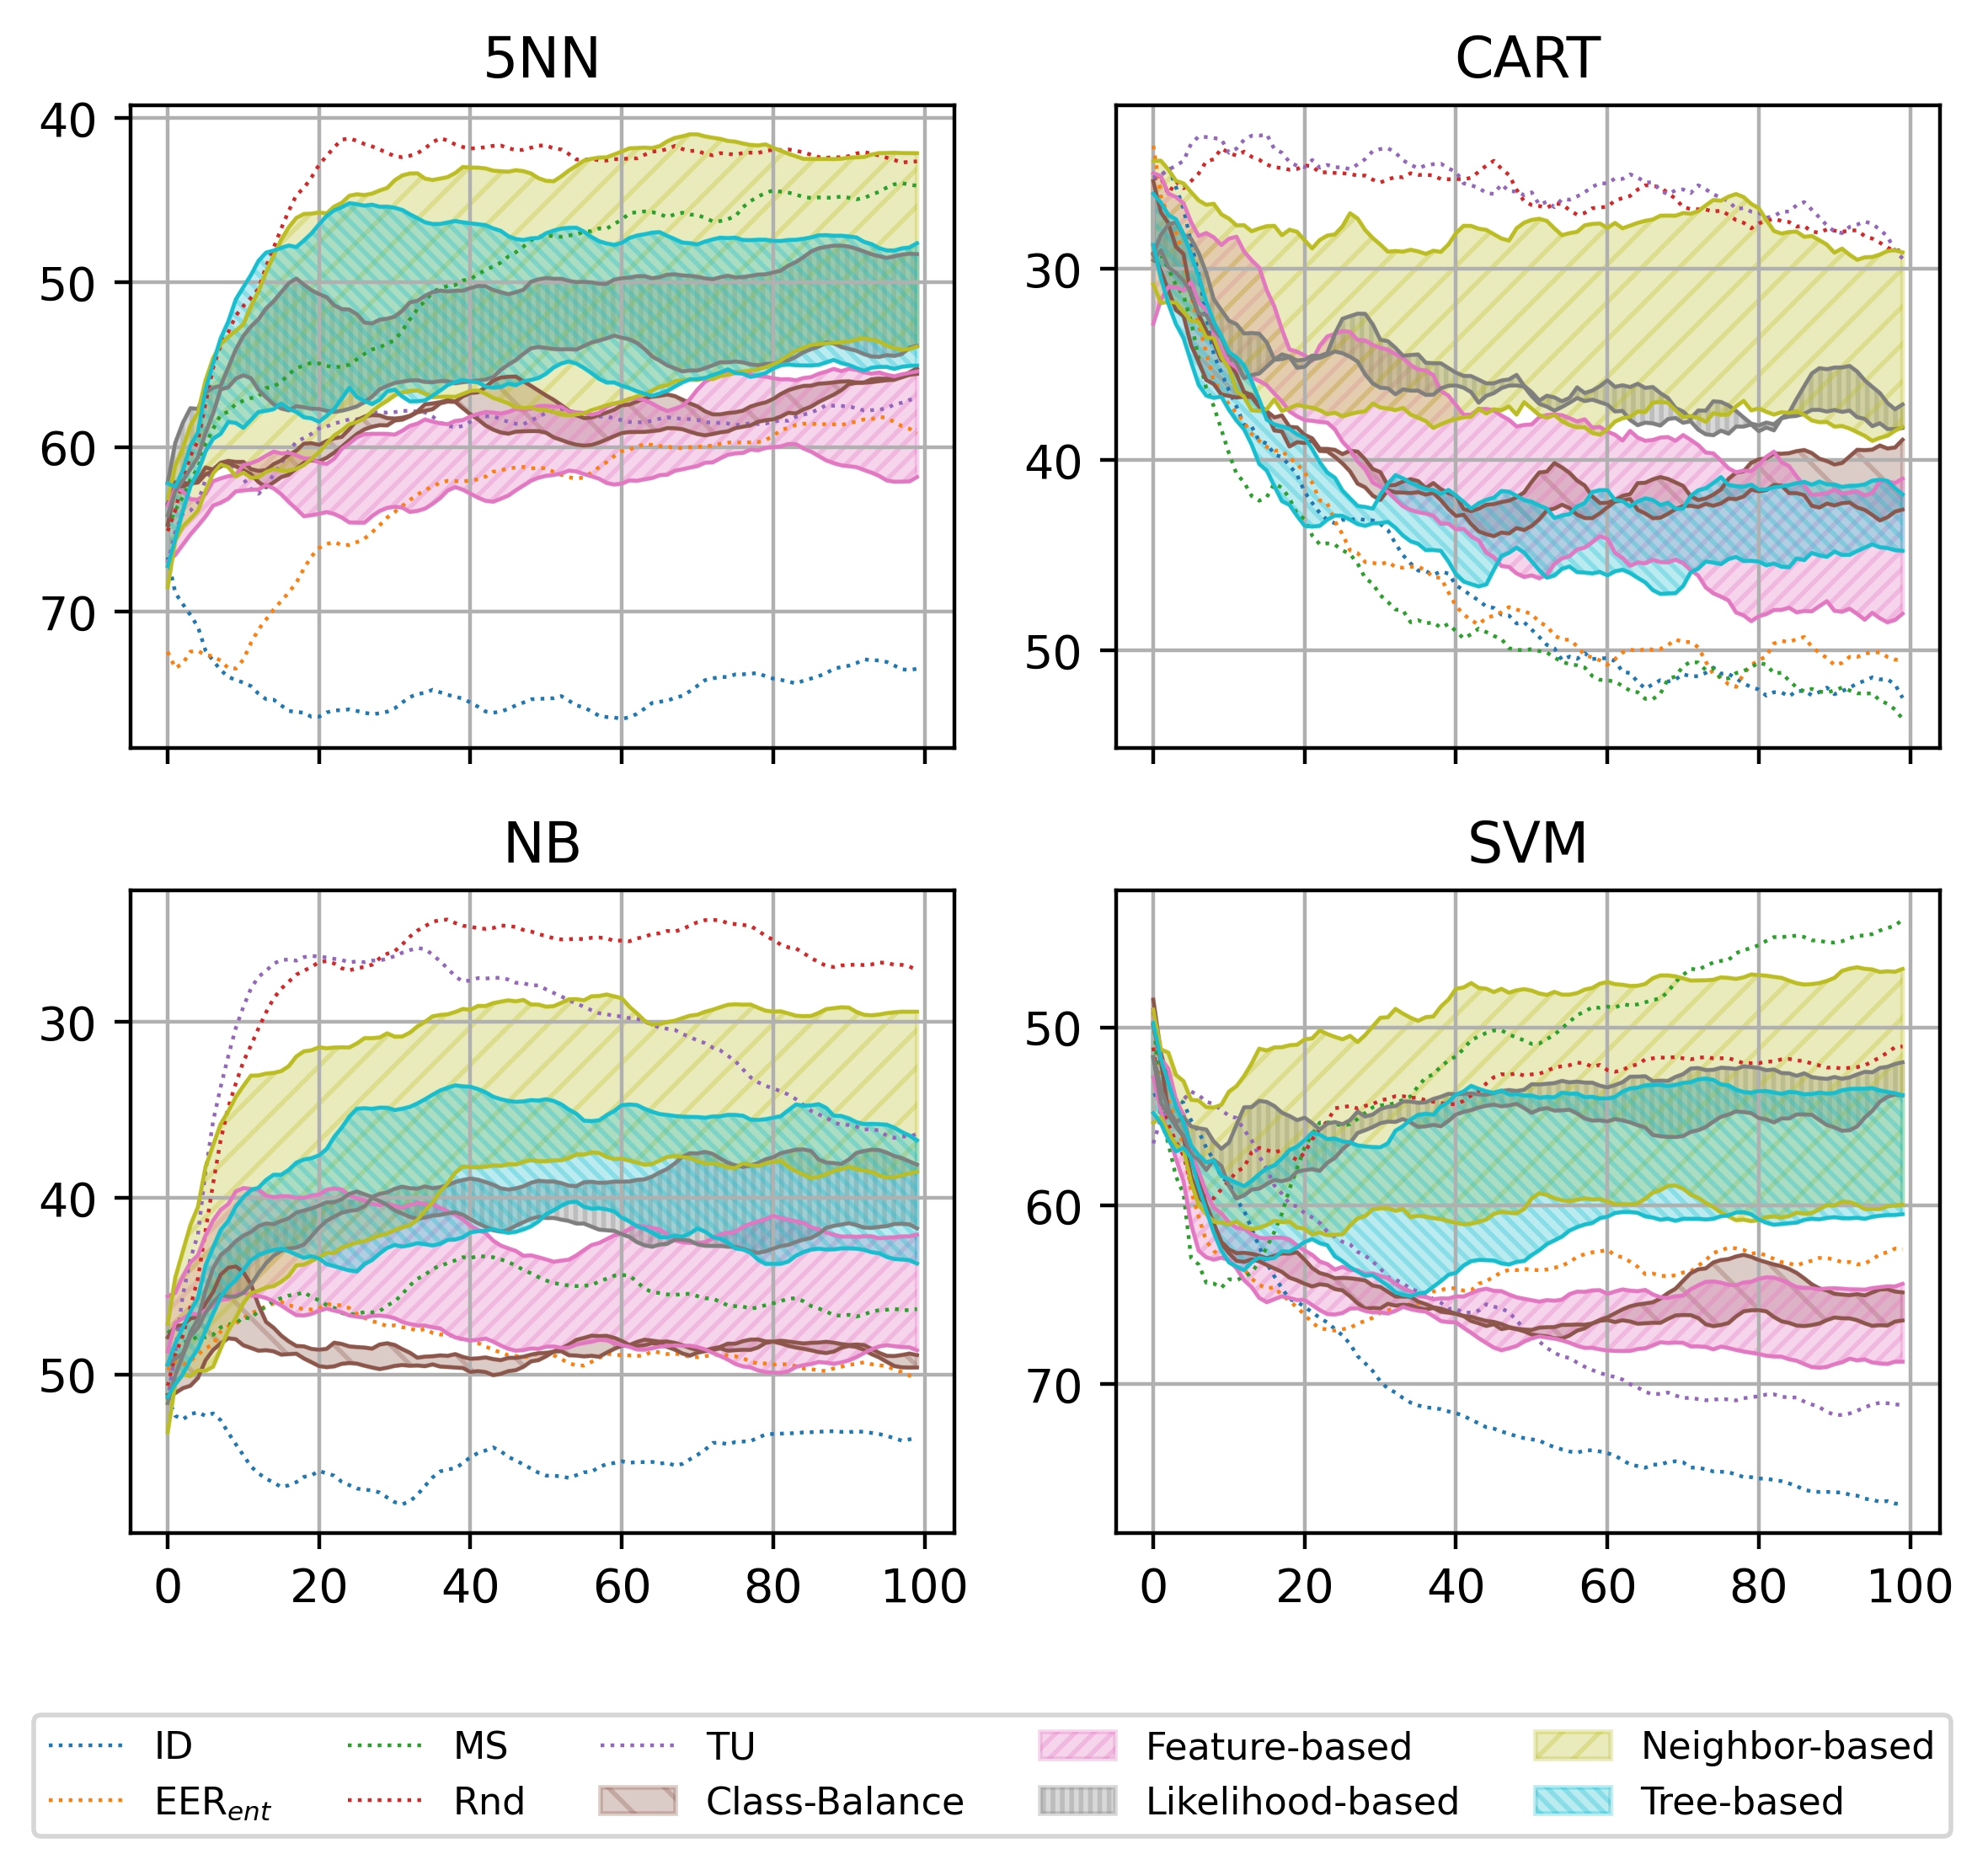 5NN
CART
40
50
60
70
30
40
50
NB
SVM
30
40
50
50
60
70
0 20 40 60 80 100
0 20 40 60 80 100
ID MS TU Feature-based Neighbor-based
EERent Rnd Class-Balance Likelihood-based Tree-based